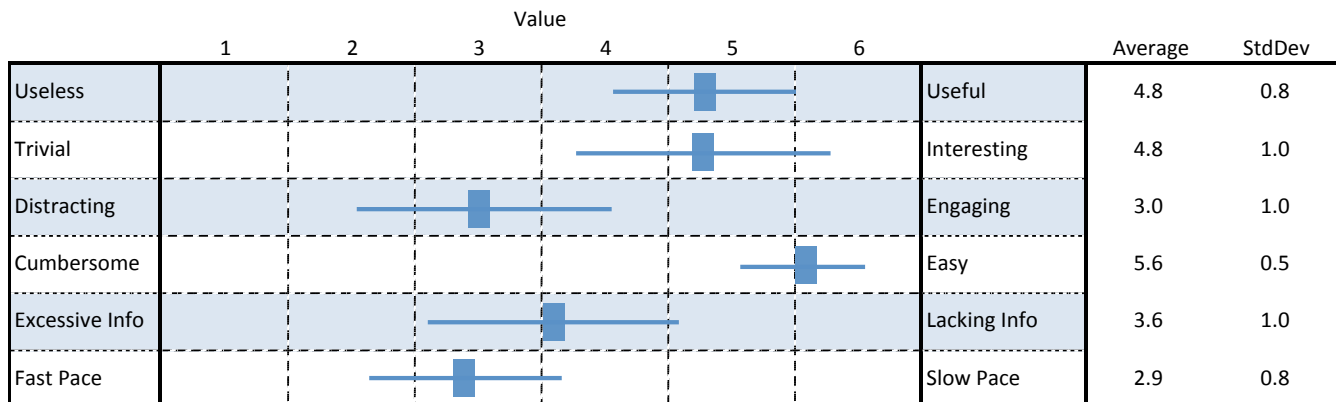 Value
1 2 3 4 5 6 Average StdDev
Useless Useful 4.8 0.8
Trivial Interesting 4.8 1.0
Distracting Engaging 3.0 1.0
Cumbersome Easy 5.6 0.5
Excessive Info Lacking Info 3.6 1.0
Fast Pace Slow Pace 2.9 0.8